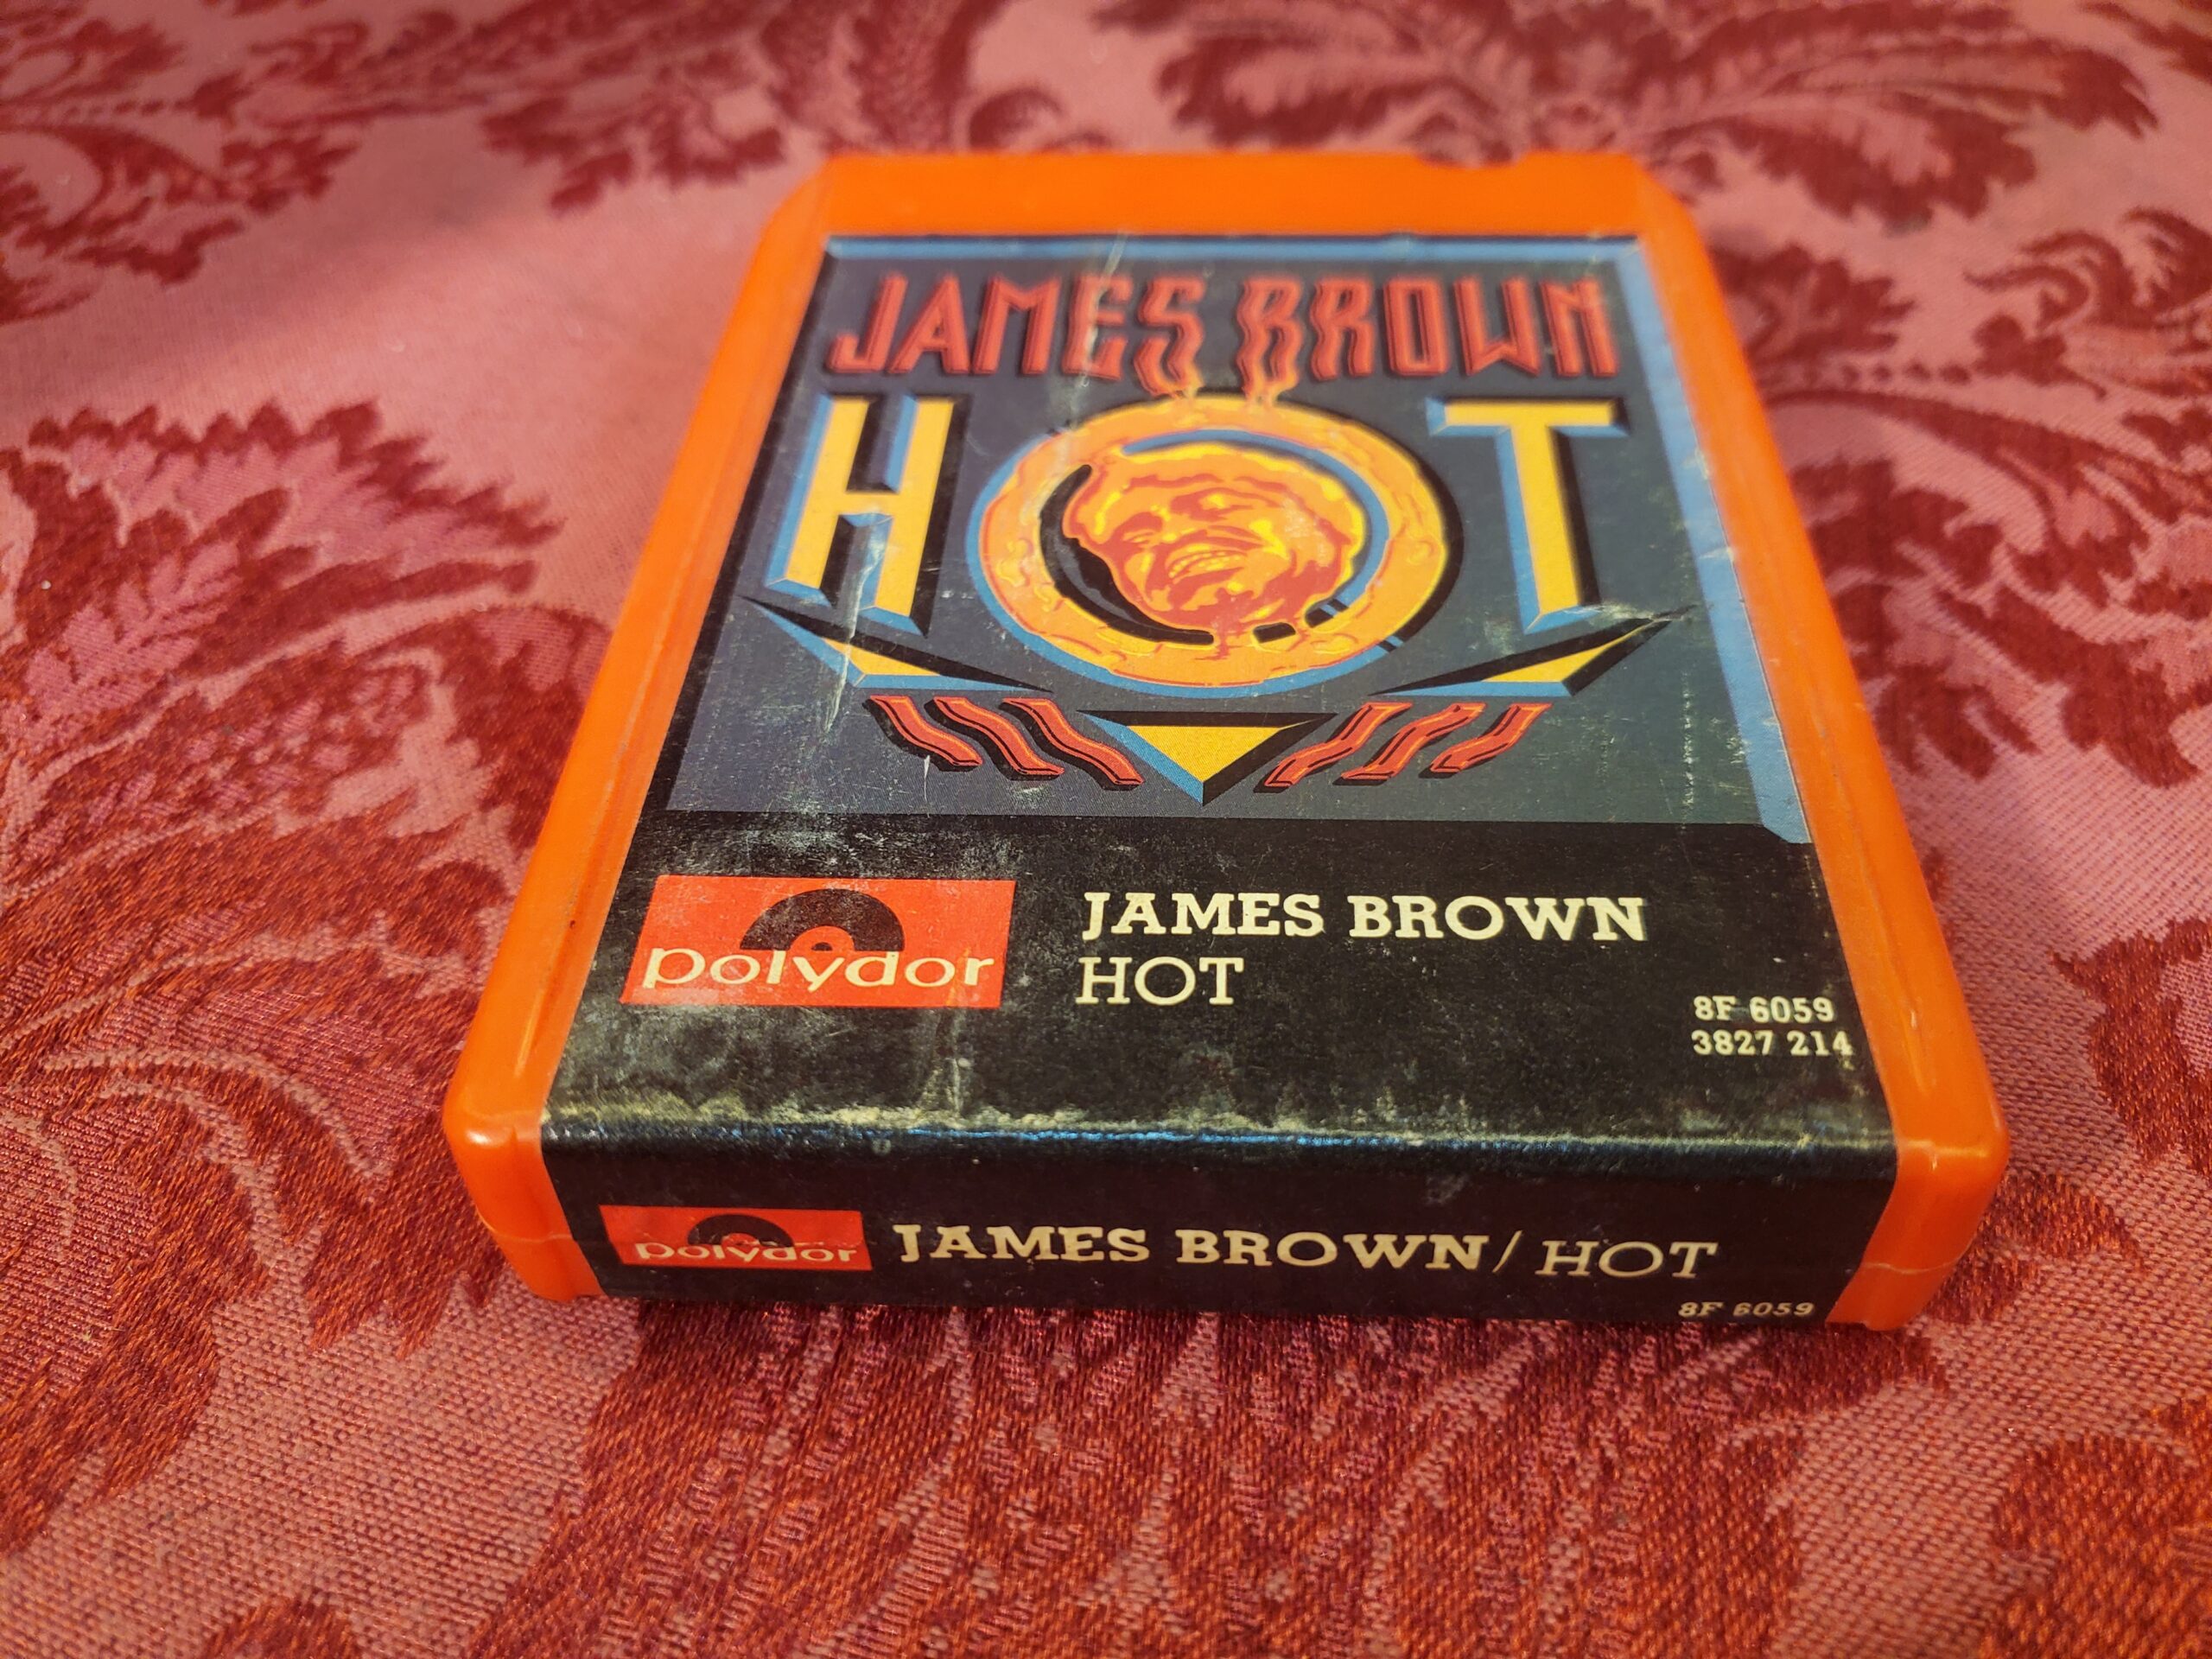 JAMES BROWN
HOT
polydor
JAMES BROWN
HOT
8F 6059
3827 214
polydor
JAMES BROWN/HOT
8F 6059